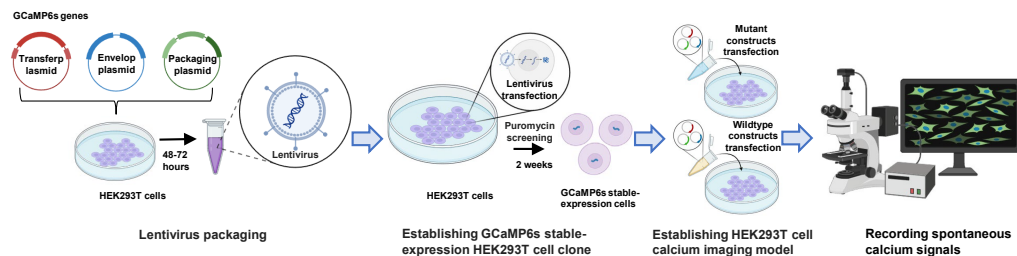 GCaMP6s genes
Transferp
lasmid
Envelop
plasmid
Packaging
plasmid
48-72
hours
HEK293T cells
Lentivirus
Lentivirus packaging
Lentivirus
transfection
Puromycin
screening
2 weeks
HEK293T cells
GCaMP6s stable-
expression cells
Establishing GCaMP6s stable-
expression HEK293T cell clone
Mutant
constructs
transfection
Wildtype
constructs
transfection
Establishing HEK293T cell
calcium imaging model
Recording spontaneous
calcium signals